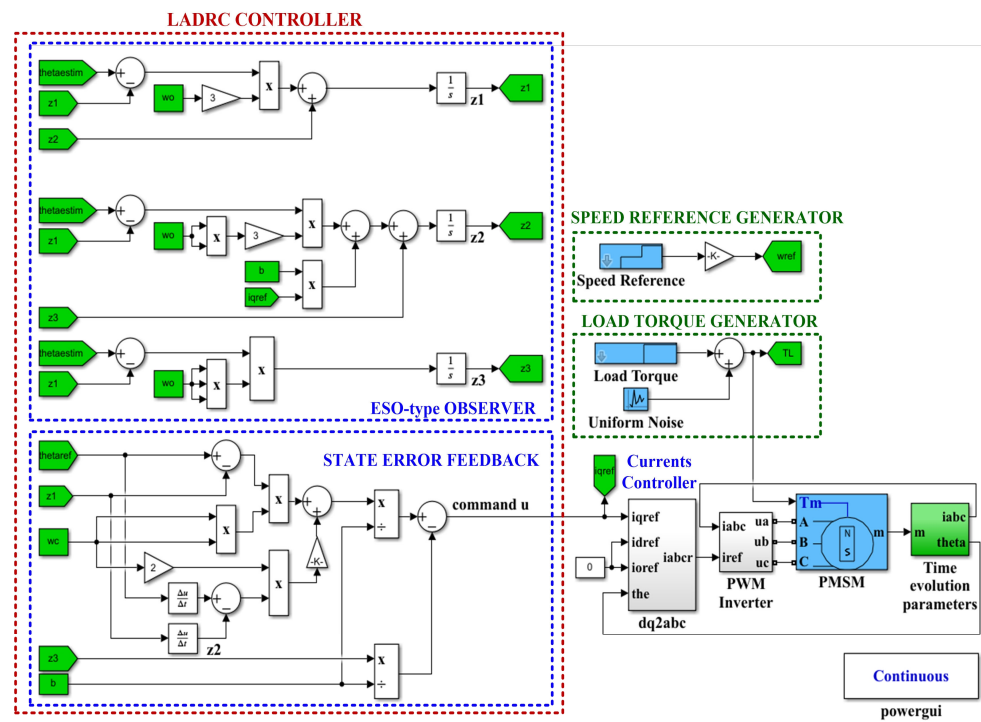 LADRC CONTROLLER
thetaestim
z1
z2
wo
3
x
1
s
z1
z1
thetaestim
z1
wo
x
3
x
b
iqref
x
z3
1
s
z2
z2
thetaestim
z1
wo
x
x
1
s
z3
z3
ESO-type OBSERVER
STATE ERROR FEEDBACK
thetaref
z1
wc
x
x
2
x
-K-
Δu
Δt
Δu
Δt
z2
x
÷
command u
z3
b
x
÷
SPEED REFERENCE GENERATOR
Speed Reference
-K-
wref
LOAD TORQUE GENERATOR
Load Torque
TL
Uniform Noise
iqref
Currents
Controller
0
iqref
idref
ioref
the
iabcr
dq2abc
iabc
iref
ua
ub
uc
PWM
Inverter
Tm
A
B
C
N
S
m
PMSM
m
iabc
theta
Time
evolution
parameters
Continuous
powergui